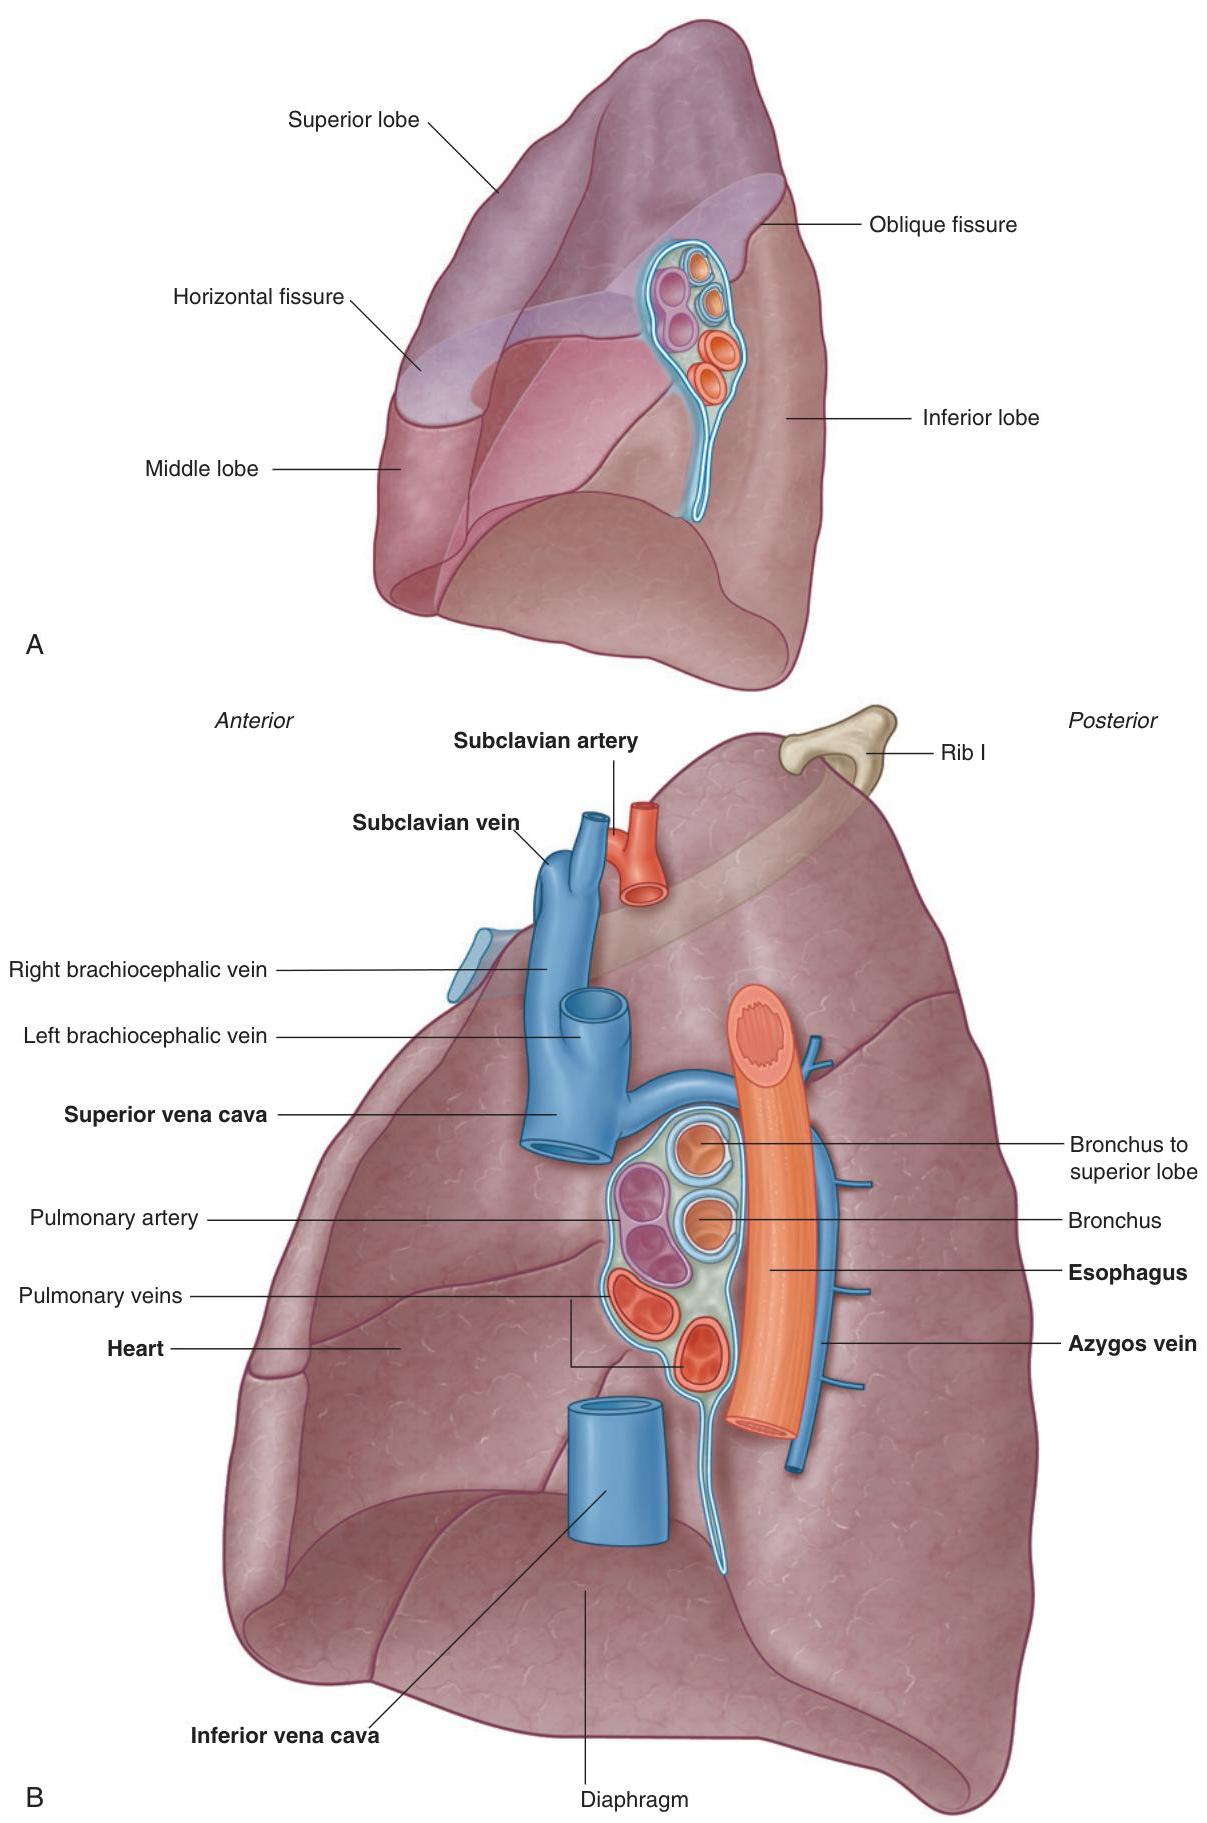 Superior lobe
Oblique fissure
Horizontal fissure
Inferior lobe
Middle lobe
A
Anterior
Posterior
Subclavian artery
Rib I
Subclavian vein
Right brachiocephalic vein
Left brachiocephalic vein
Superior vena cava
Bronchus to
superior lobe
Pulmonary artery
Bronchus
Esophagus
Pulmonary veins
Heart
Azygos vein
Inferior vena cava
B
Diaphragm